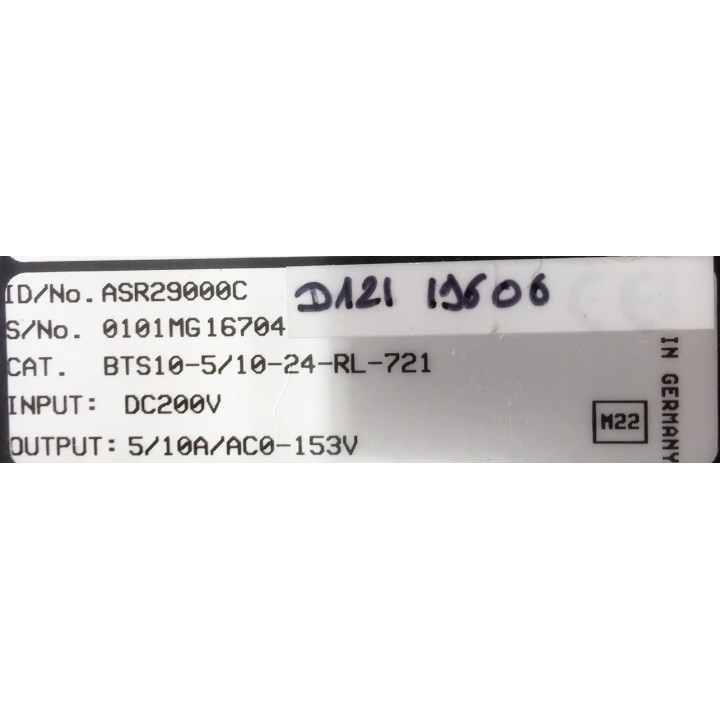 ID/No. ASR29000C
D121 19606
S/No. 0101MG16704
CAT. BTS10-5/10-24-RL-721
INPUT: DC200V
OUTPUT: 5/10A/AC0-153V
M22
IN GERMANY